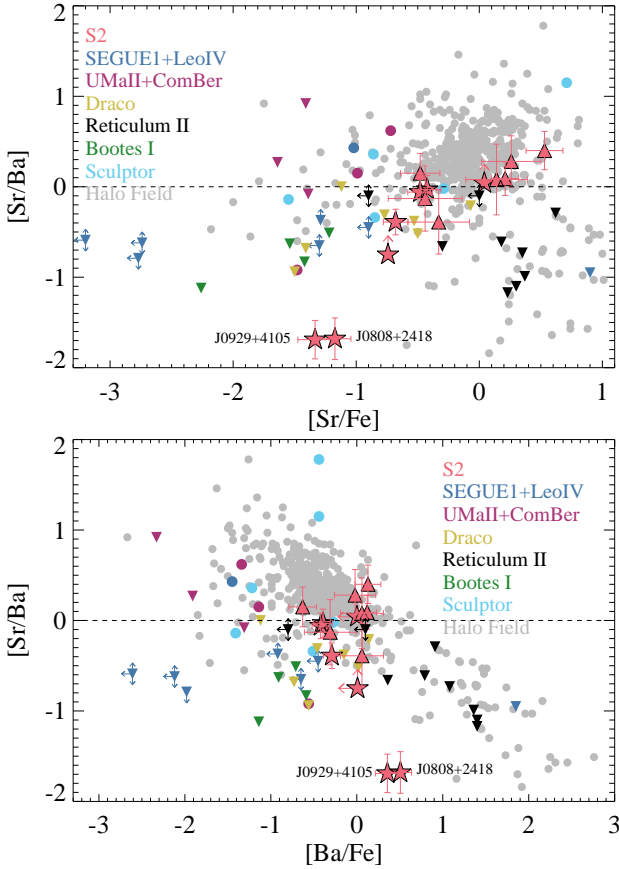 2
S2
SEGUE1+LeoIV
UMaII+ComBer
1
Draco
Reticulum II
Bootes I
Sculptor
Halo Field
0
[Sr/Ba]
-1
J0929+4105
J0808+2418
-2
-3 -2 -1 0 1
[Sr/Fe]
2
S2
SEGUE1+LeoIV
UMaII+ComBer
1
Draco
Reticulum II
Bootes I
Sculptor
Halo Field
0
[Sr/Ba]
-1
J0929+4105
J0808+2418
-2
-3 -2 -1 0 1 2 3
[Ba/Fe]